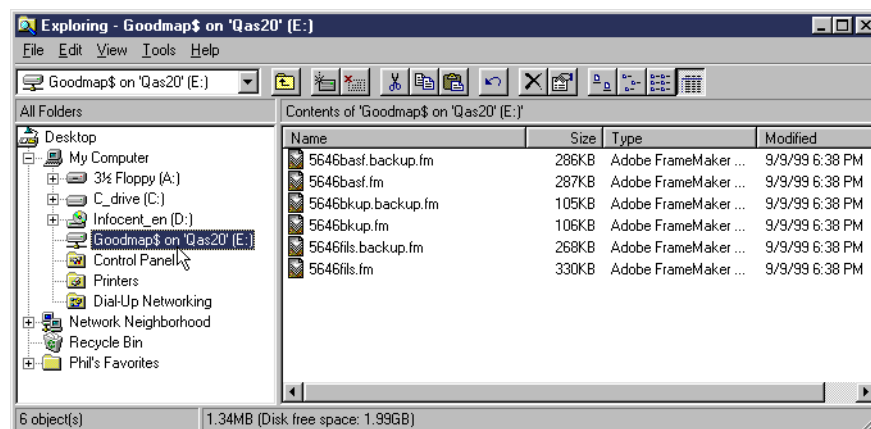 Exploring - Goodmap$ on 'Qas20' (E:)
File Edit View Tools Help
Goodmap$ on 'Qas20' (E:)
All Folders
Contents of 'Goodmap$ on 'Qas20' (E:)'
Desktop
My Computer
3½ Floppy (A:)
C_drive (C:)
Infocent_en (D:)
Goodmap$ on 'Qas20' (E:)
Control Panel
Printers
Dial-Up Networking
Network Neighborhood
Recycle Bin
Phil's Favorites
Name Size Type Modified
5646basf.backup.fm 286KB Adobe FrameMaker ... 9/9/99 6:38 PM
5646basf.fm 287KB Adobe FrameMaker ... 9/9/99 6:38 PM
5646bkup.backup.fm 105KB Adobe FrameMaker ... 9/9/99 6:38 PM
5646bkup.fm 106KB Adobe FrameMaker ... 9/9/99 6:38 PM
5646fils.backup.fm 268KB Adobe FrameMaker ... 9/9/99 6:38 PM
5646fils.fm 330KB Adobe FrameMaker ... 9/9/99 6:38 PM
6 object(s) 1.34MB (Disk free space: 1.99GB)